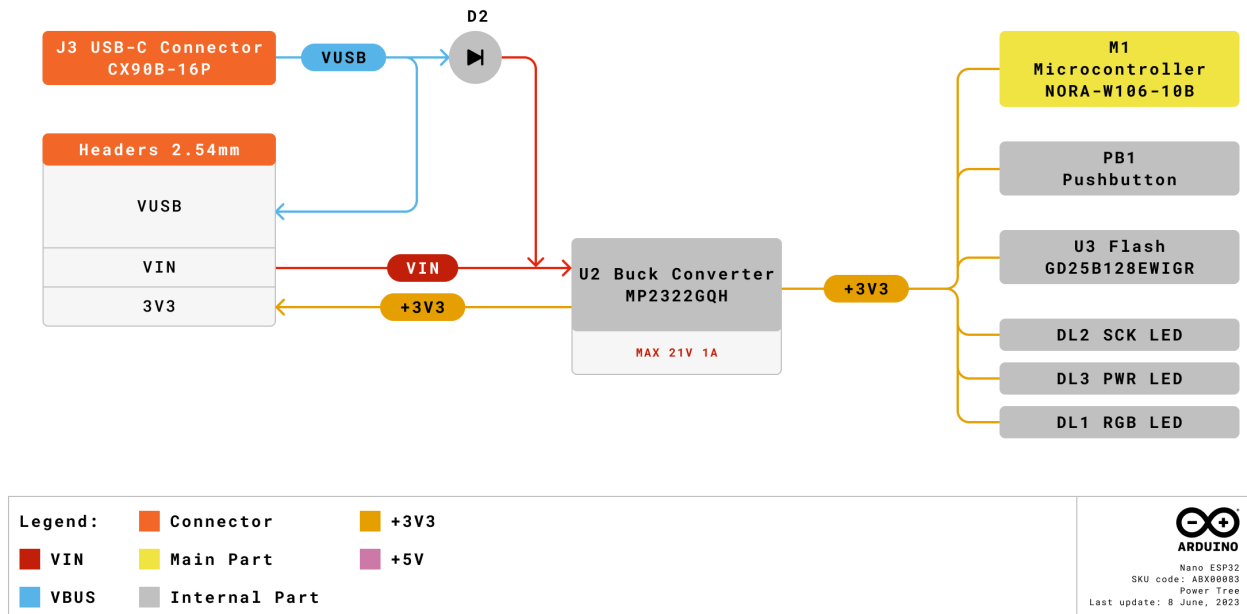 D2
J3 USB-C Connector
CX90B-16P
VUSB
Headers 2.54mm
VUSB
VIN
3V3
VIN
+3V3
U2 Buck Converter
MP2322GQH
MAX 21V 1A
+3V3
M1
Microcontroller
NORA-W106-10B
PB1
Pushbutton
U3 Flash
GD25B128EWIGR
DL2 SCK LED
DL3 PWR LED
DL1 RGB LED
Legend:
VIN
VBUS
Connector
Main Part
Internal Part
+3V3
+5V
ARDUINO
Nano ESP32
SKU code: ABX00083
Power Tree
Last update: 8 June, 2023